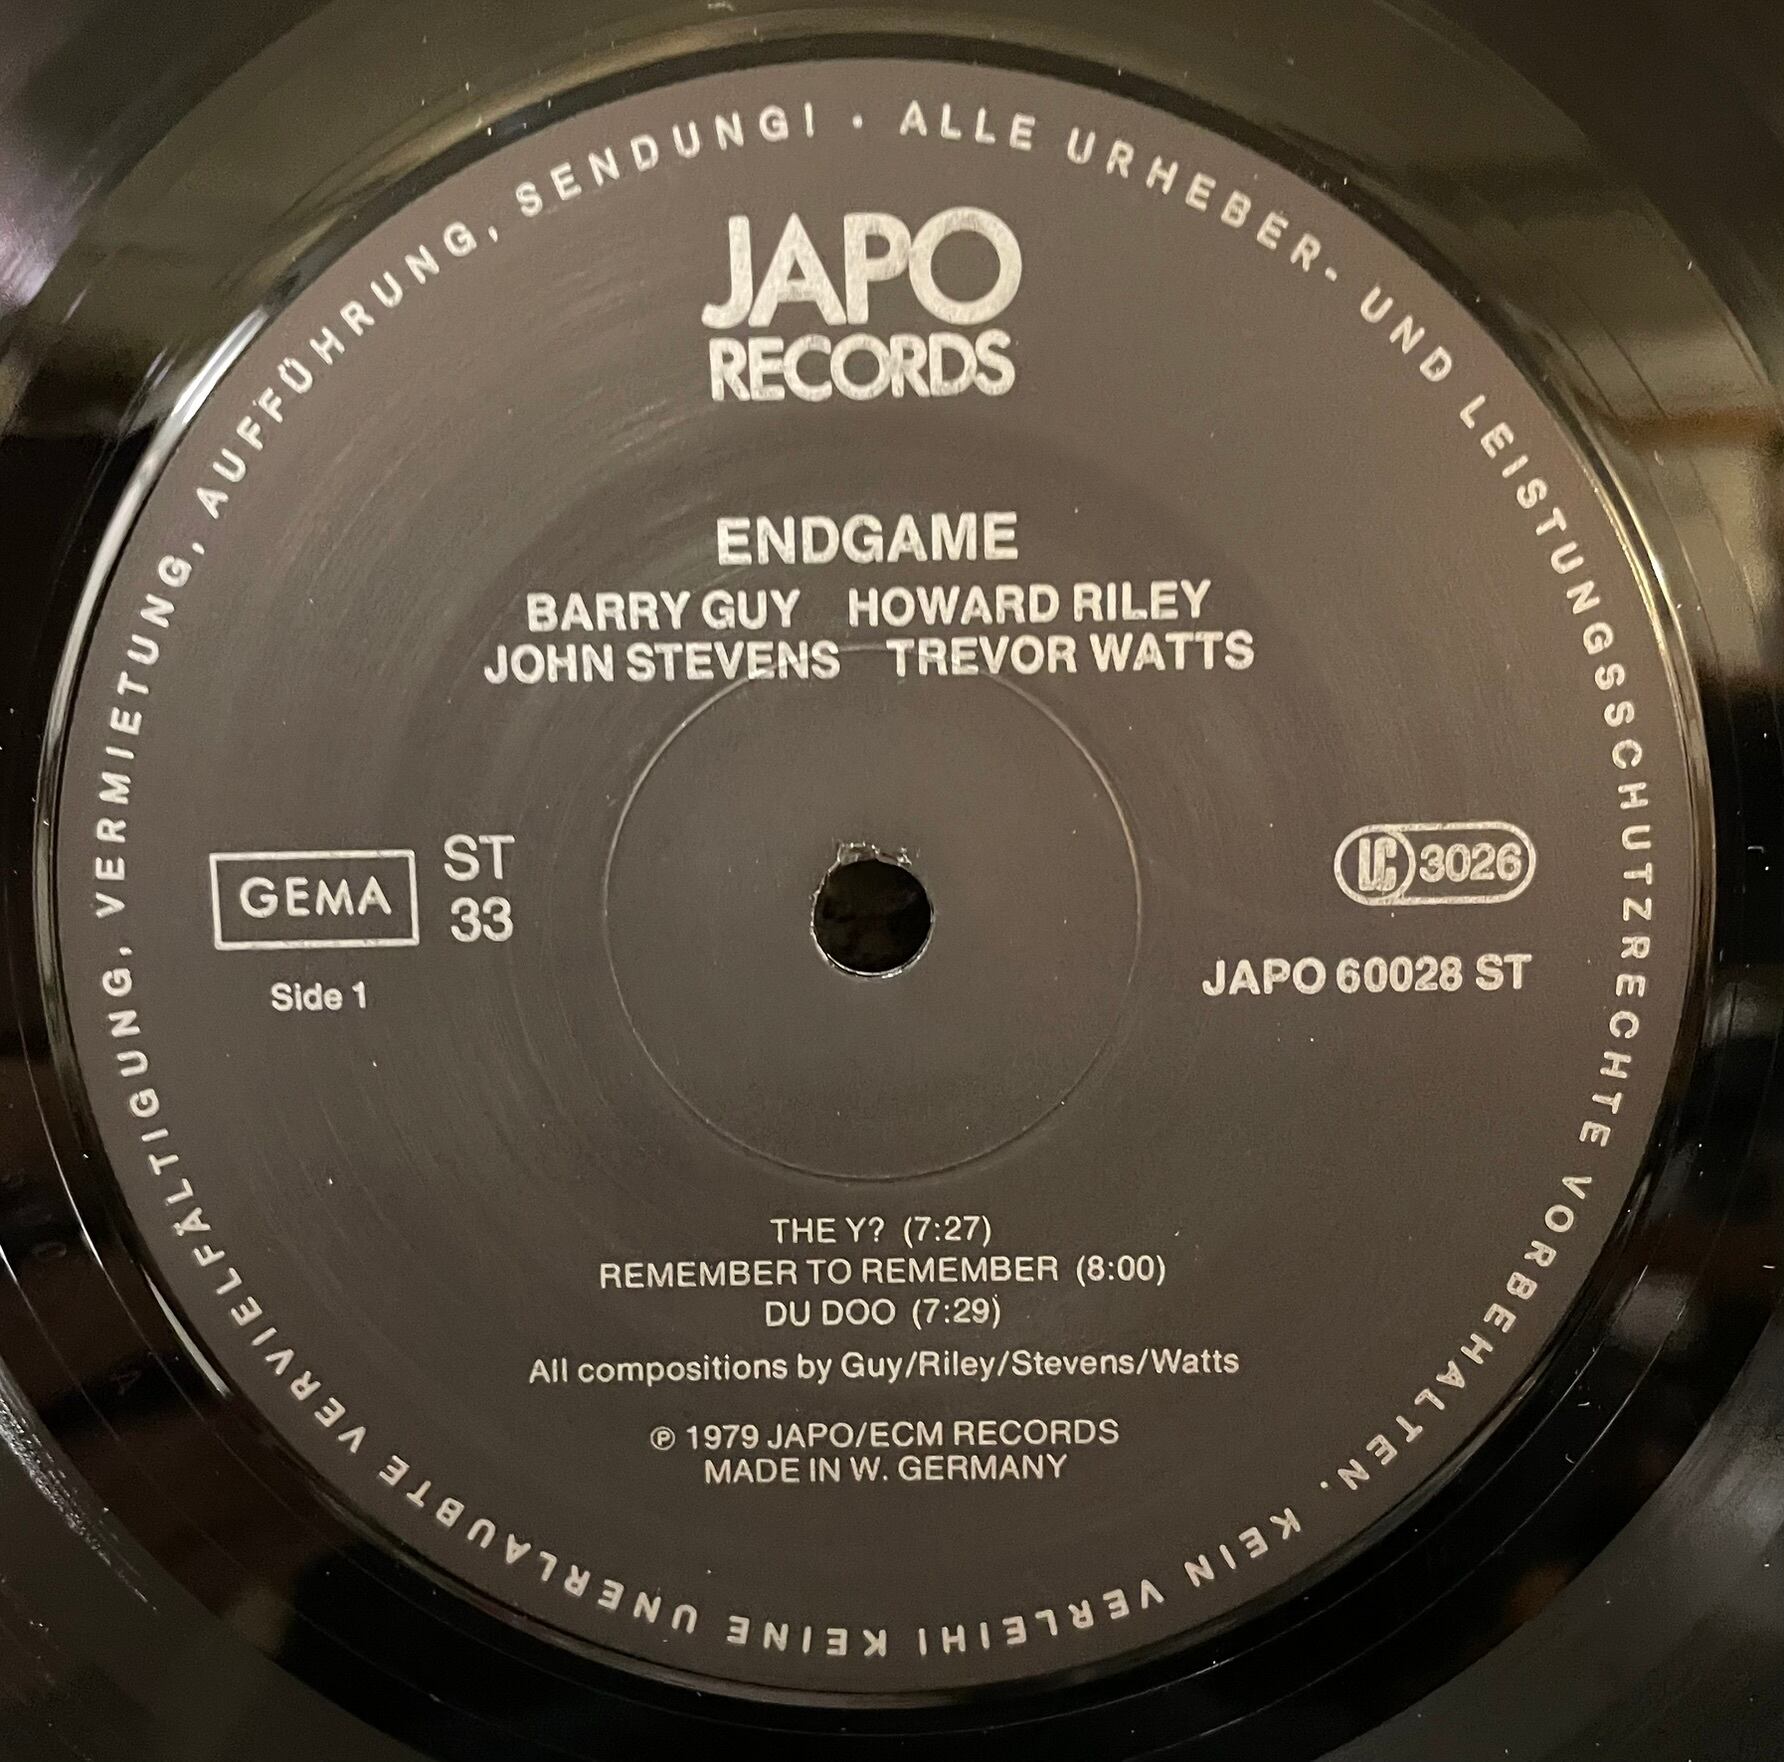 ALLE URHEBER- UND LEISTUNGSSCHUTZRECHTE VORBEHALTEN. KEIN VERLEIH! KEINE UNERLAUBTE VERVIELFÄLTIGUNG, VERMIETUNG, AUFFÜHRUNG, SENDUNG! ·
JAPO
RECORDS
ENDGAME
BARRY GUY HOWARD RILEY
JOHN STEVENS TREVOR WATTS
GEMA
ST
33
Side 1
LC 3026
JAPO 60028 ST
THE Y? (7:27)
REMEMBER TO REMEMBER (8:00)
DU DOO (7:29)
All compositions by Guy/Riley/Stevens/Watts
℗ 1979 JAPO/ECM RECORDS
MADE IN W. GERMANY